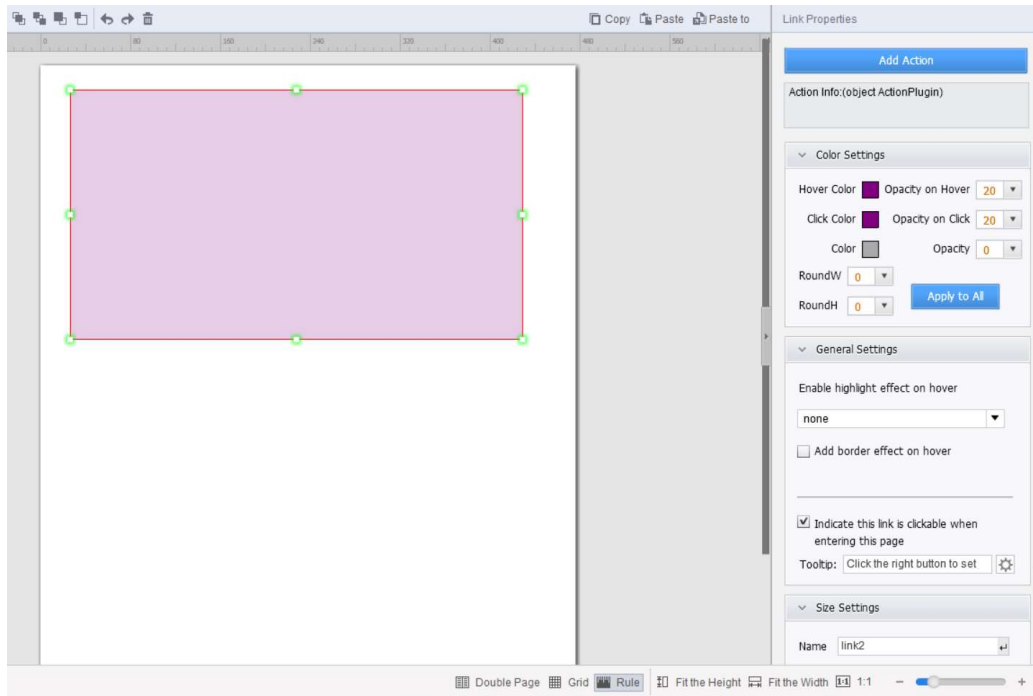 Copy Paste Paste to
Link Properties
0 80 160 240 320 400 480 560
Add Action
Action Info:(object ActionPlugin)
Color Settings
Hover Color Opacity on Hover 20
Click Color Opacity on Click 20
Color Opacity 0
RoundW 0
Apply to All
RoundH 0
General Settings
Enable highlight effect on hover
none
Add border effect on hover
Indicate this link is clickable when
entering this page
Tooltip: Click the right button to set
Size Settings
Name link2
Double Page Grid Rule Fit the Height Fit the Width 1:1 1:1